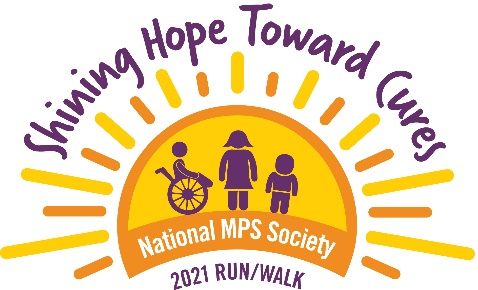 Shining Hope Toward Cures
National MPS Society
2021 RUN/WALK